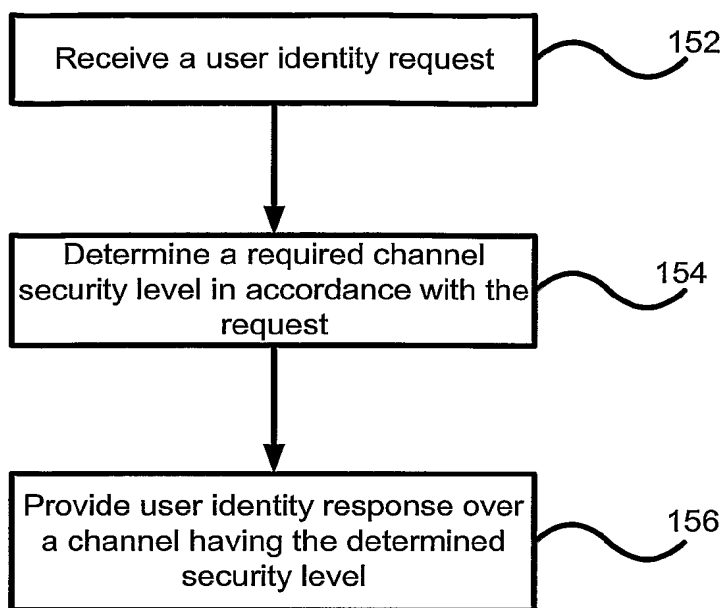 Receive a user identity request
152
Determine a required channel
security level in accordance with the
request
154
Provide user identity response over
a channel having the determined
security level
156